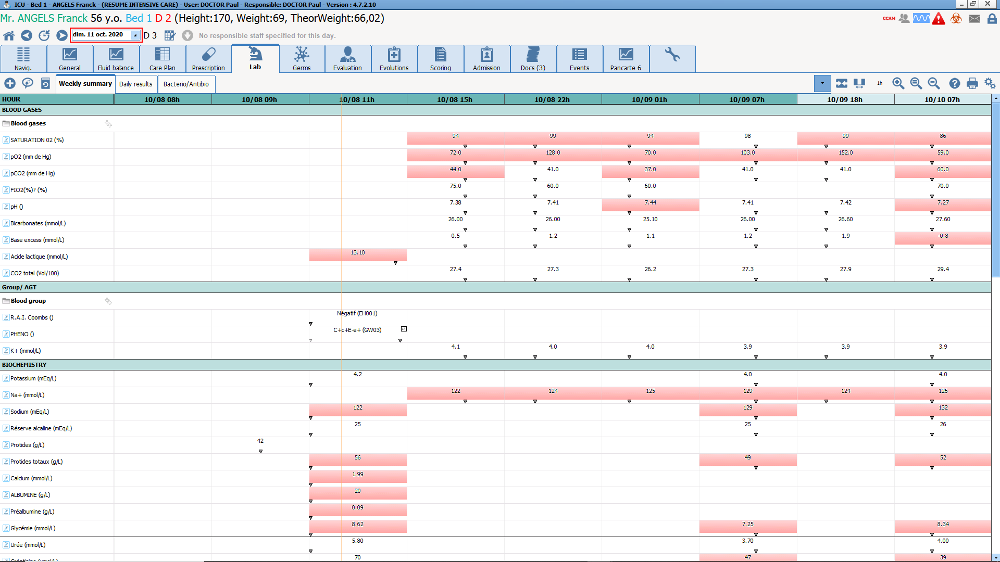 ICU - Bed 1 - ANGELS Franck - (RESUME INTENSIVE CARE) - User: DOCTOR Paul - Responsible: DOCTOR Paul - Version : 4.7.2.10
Mr. ANGELS Franck 56 y.o. Bed 1 D 2 (Height:170, Weight:69, TheorWeight:66,02)
CCAM
dim. 11 oct. 2020 D 3 No responsible staff specified for this day.
Navig. General Fluid balance Care Plan Prescription Lab Germs Evaluation Evolutions Scoring Admission Docs (3) Events Pancarte 6
Weekly summary Daily results Bacterio/Antibio 1h
HOUR 10/08 08h 10/08 09h 10/08 11h 10/08 15h 10/08 22h 10/09 01h 10/09 07h 10/09 18h 10/10 07h
BLOOD GASES
Blood gases
SATURATION 02 (%) 94 99 94 98 99 86
pO2 (mm de Hg) 72.0 128.0 70.0 103.0 152.0 59.0
pCO2 (mm de Hg) 44.0 41.0 37.0 41.0 41.0 60.0
FIO2(%)? (%) 75.0 60.0 60.0 70.0
pH () 7.38 7.41 7.44 7.41 7.42 7.27
Bicarbonates (mmol/L) 26.00 26.00 25.10 26.00 26.60 27.60
Base excess (mmol/L) 0.5 1.2 1.1 1.2 1.9 -0.8
Acide lactique (mmol/L) 13.10
CO2 total (Vol/100) 27.4 27.3 26.2 27.3 27.9 29.4
Group/ AGT
Blood group
R.A.I. Coombs () Négatif (EH001)
PHENO () C+c+E-e+ (GW03) +1
K+ (mmol/L) 4.1 4.0 4.0 3.9 3.9 3.9
BIOCHEMISTRY
Potassium (mEq/L) 4.2 4.0 4.0
Na+ (mmol/L) 122 124 125 129 124 126
Sodium (mEq/L) 122 129 132
Réserve alcaline (mEq/L) 25 25 26
Protides (g/L) 42
Protides totaux (g/L) 56 49 52
Calcium (mmol/L) 1.99
ALBUMINE (g/L) 20
Préalbumine (g/L) 0.09
Glycémie (mmol/L) 8.62 7.25 8.34
Urée (mmol/L) 5.80 3.70 4.00
70 47 39